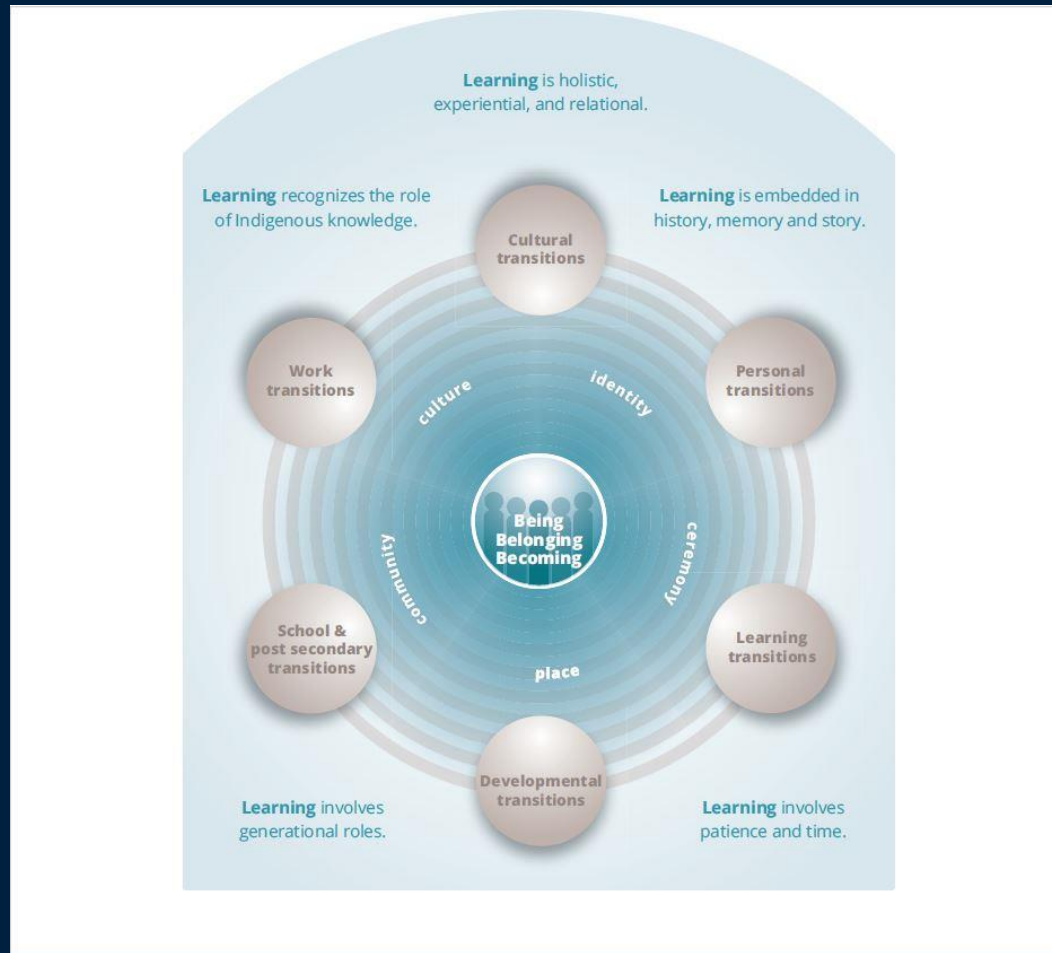 Learning is holistic,
experiential, and relational.
Learning recognizes the role
of Indigenous knowledge.
Learning is embedded in
history, memory and story.
Cultural
transitions
Work
transitions
Personal
transitions
culture
identity
Being
Belonging
Becoming
community
ceremony
School &
post secondary
transitions
Learning
transitions
place
Developmental
transitions
Learning involves
generational roles.
Learning involves
patience and time.